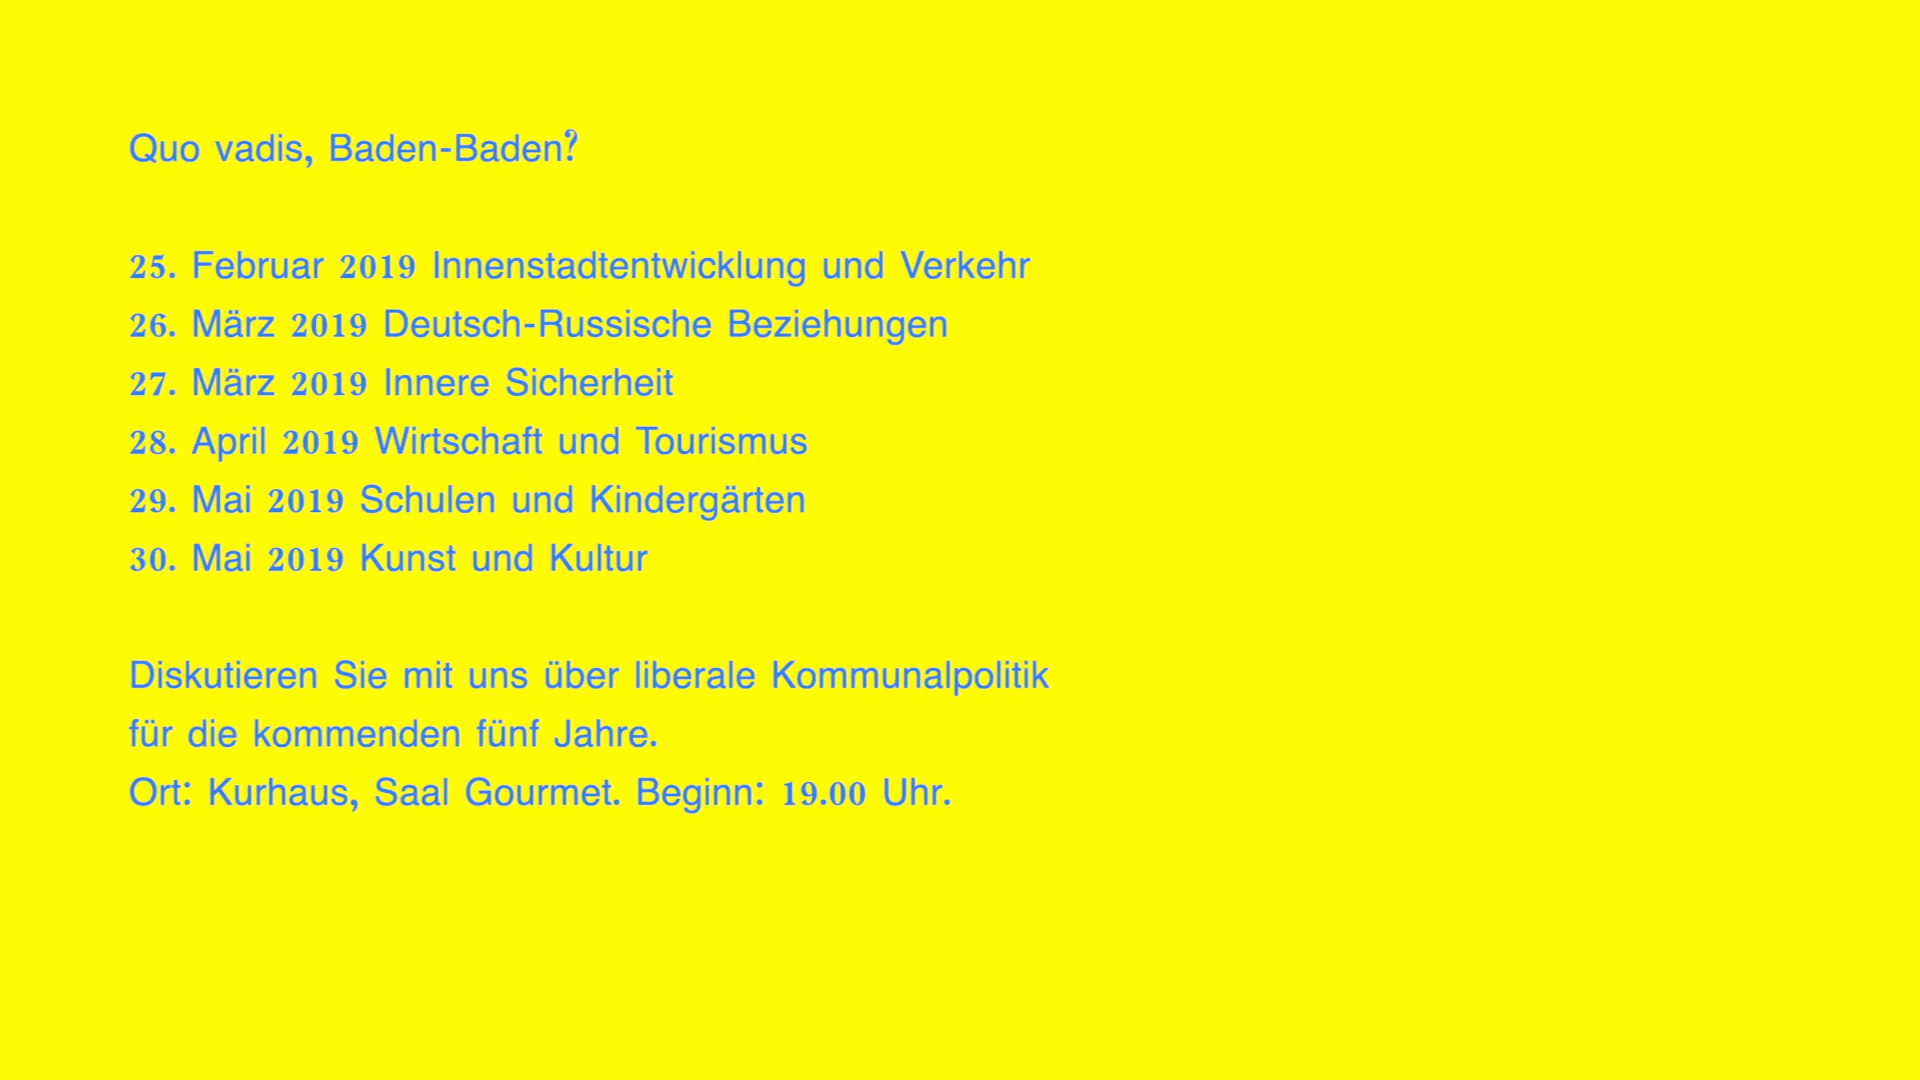 Quo vadis, Baden-Baden?
25. Februar 2019 Innenstadtentwicklung und Verkehr
26. März 2019 Deutsch-Russische Beziehungen
27. März 2019 Innere Sicherheit
28. April 2019 Wirtschaft und Tourismus
29. Mai 2019 Schulen und Kindergärten
30. Mai 2019 Kunst und Kultur
Diskutieren Sie mit uns über liberale Kommunalpolitik
für die kommenden fünf Jahre.
Ort: Kurhaus, Saal Gourmet. Beginn: 19.00 Uhr.